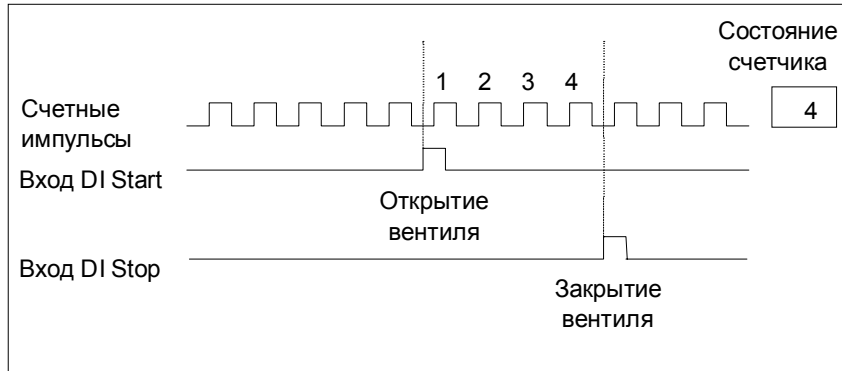 Состояние
счетчика
1 2 3 4
Счетные
импульсы
4
Вход DI Start
Открытие
вентиля
Вход DI Stop
Закрытие
вентиля